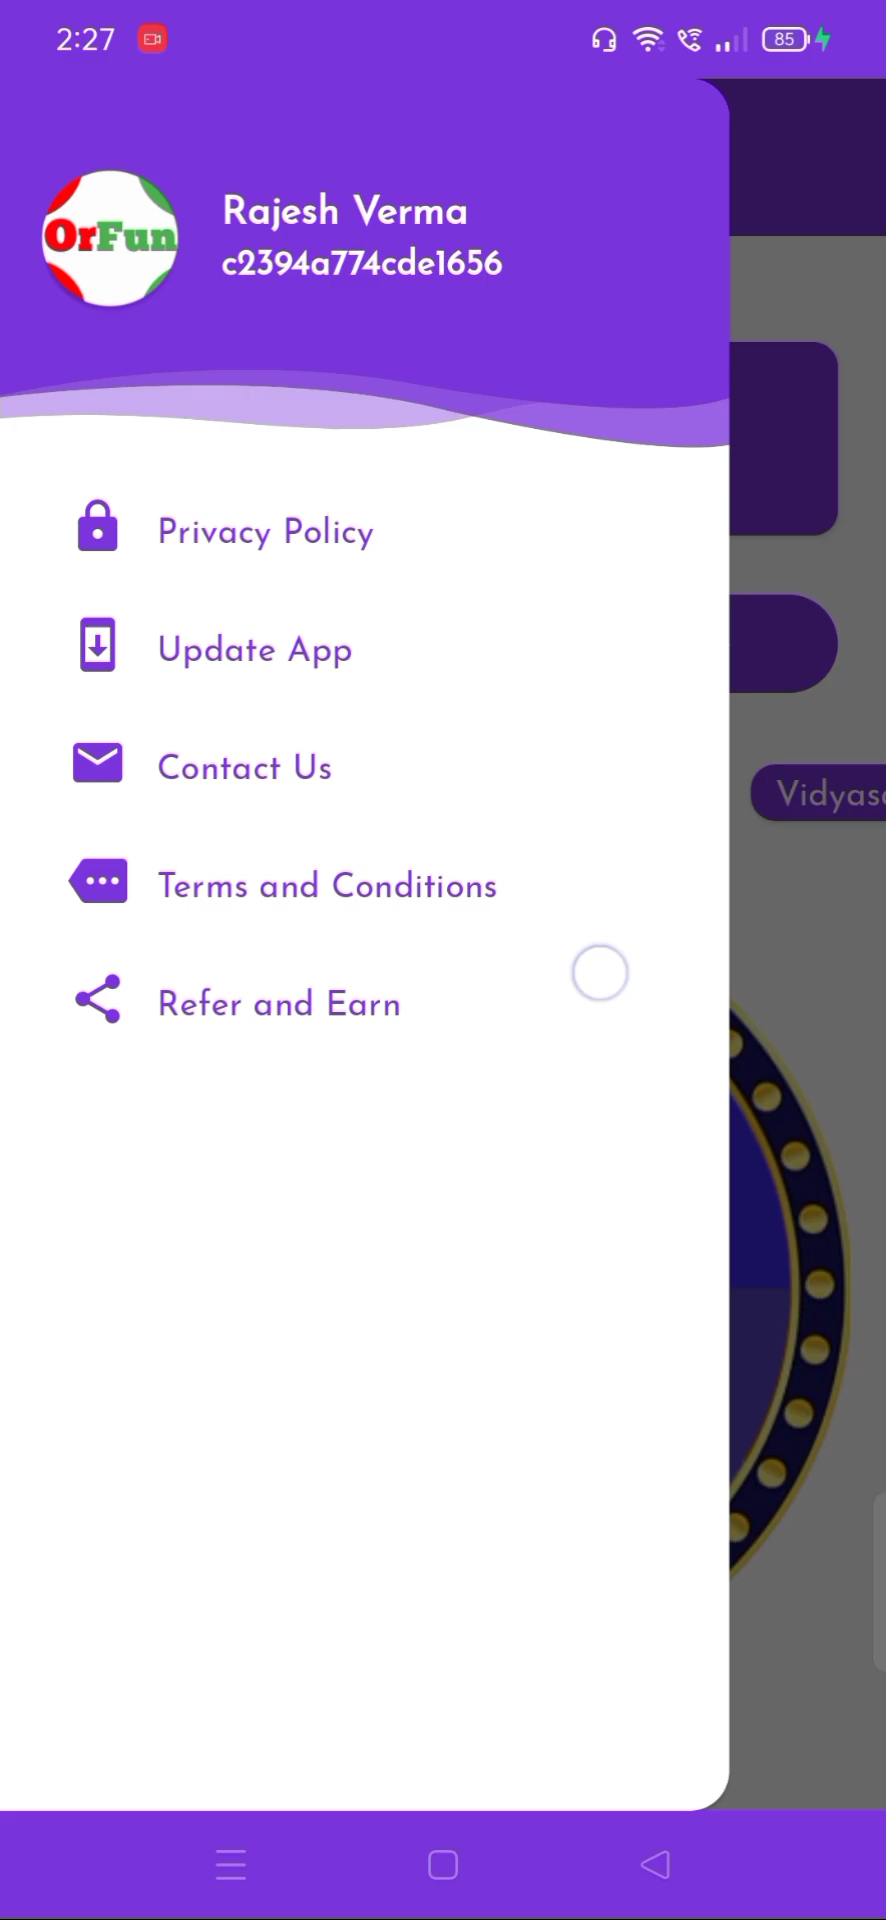 2:27
85
OrFun
Rajesh Verma
c2394a774cde1656
Privacy Policy
Update App
Contact Us
Terms and Conditions
Refer and Earn